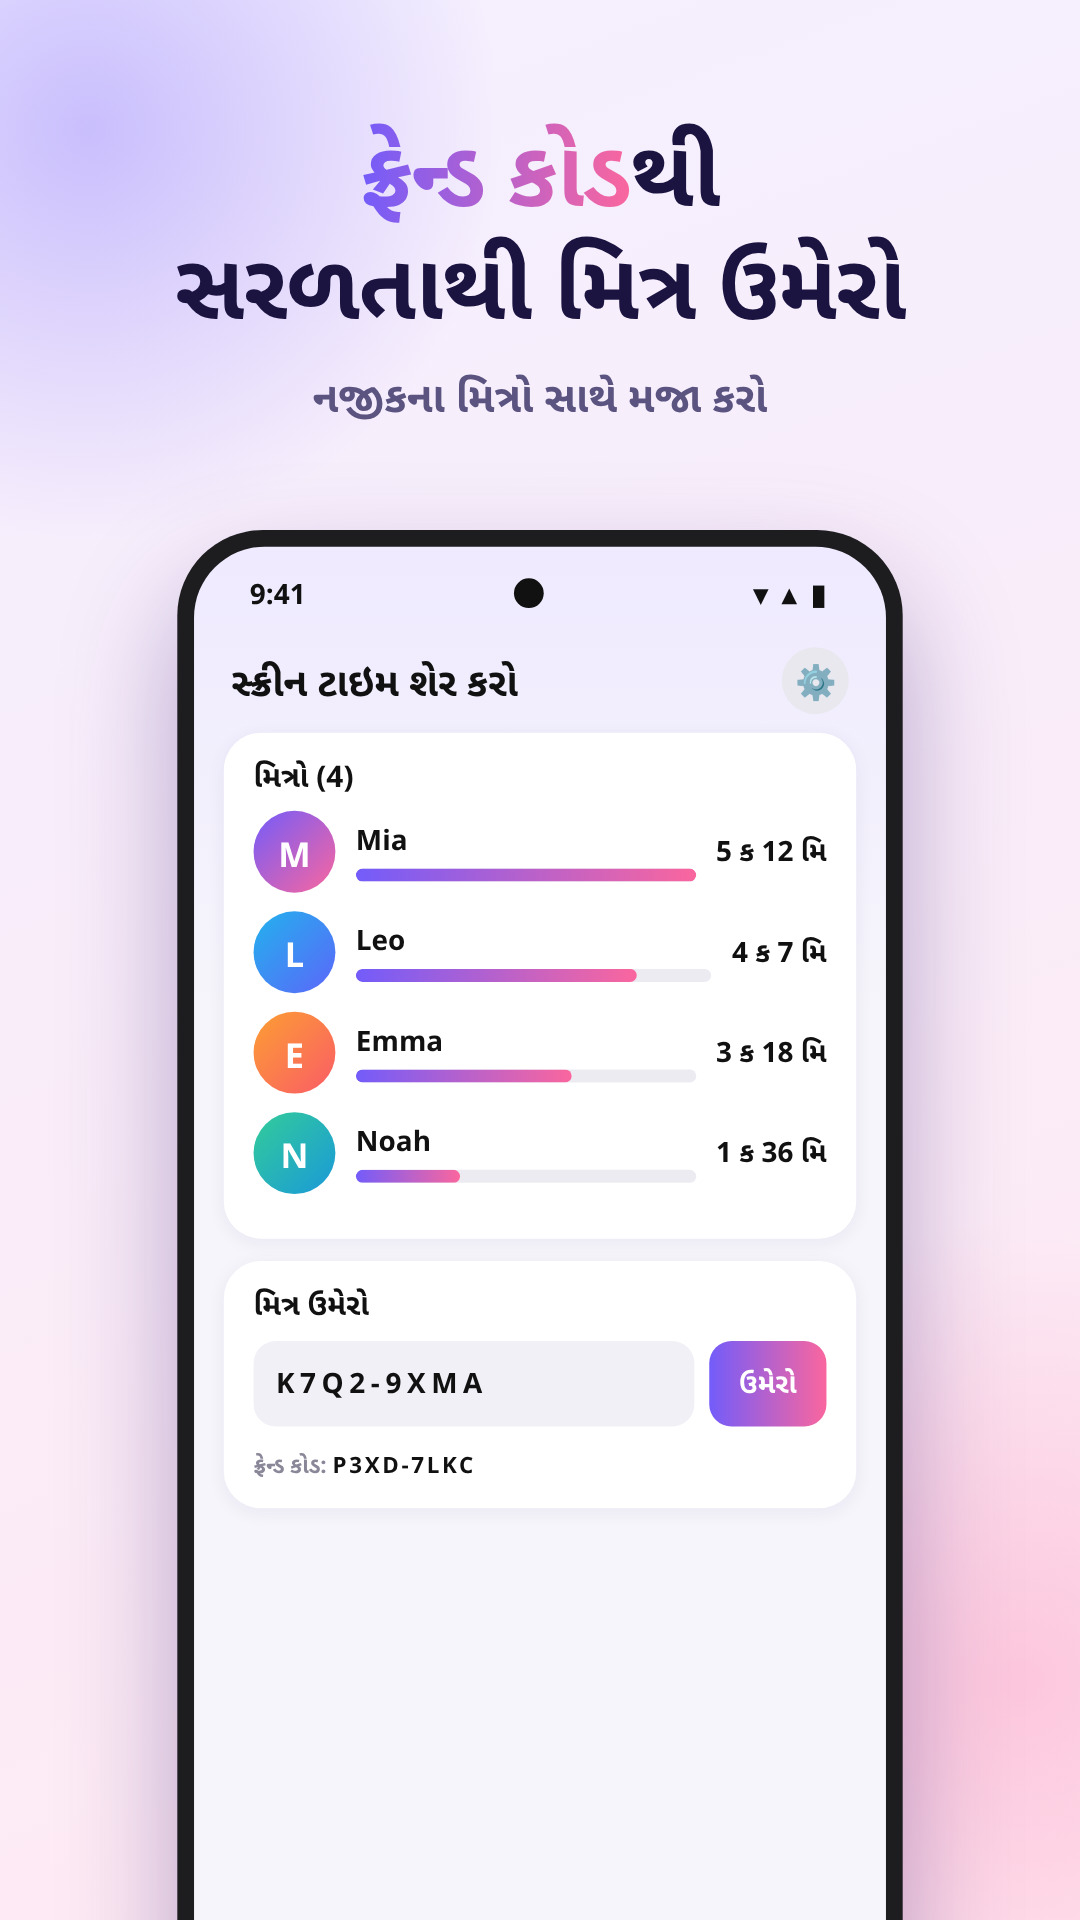 ફ્રેન્ડ કોડથી
સરળતાથી મિત્ર ઉમેરો
નજીકના મિત્રો સાથે મજા કરો
9:41
સ્ક્રીન ટાઇમ શેર કરો
મિત્રો (4)
M
Mia
5 ક 12 મિ
L
Leo
4 ક 7 મિ
E
Emma
3 ક 18 મિ
N
Noah
1 ક 36 મિ
મિત્ર ઉમેરો
K7Q2-9XMA
ઉમેરો
ફ્રેન્ડ કોડ: P3XD-7LKC